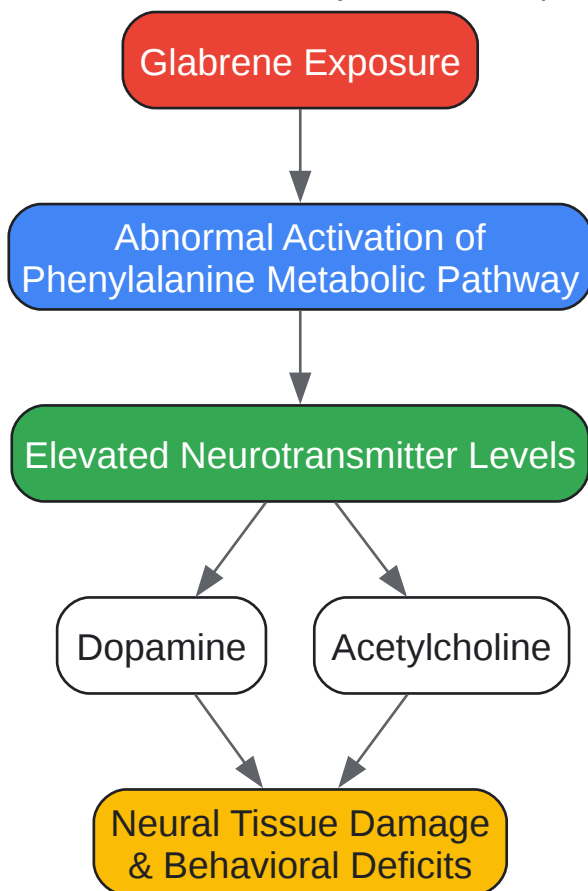 Glabrene Exposure
Abnormal Activation of
Phenylalanine Metabolic Pathway
Elevated Neurotransmitter Levels
Dopamine
Acetylcholine
Neural Tissue Damage
& Behavioral Deficits